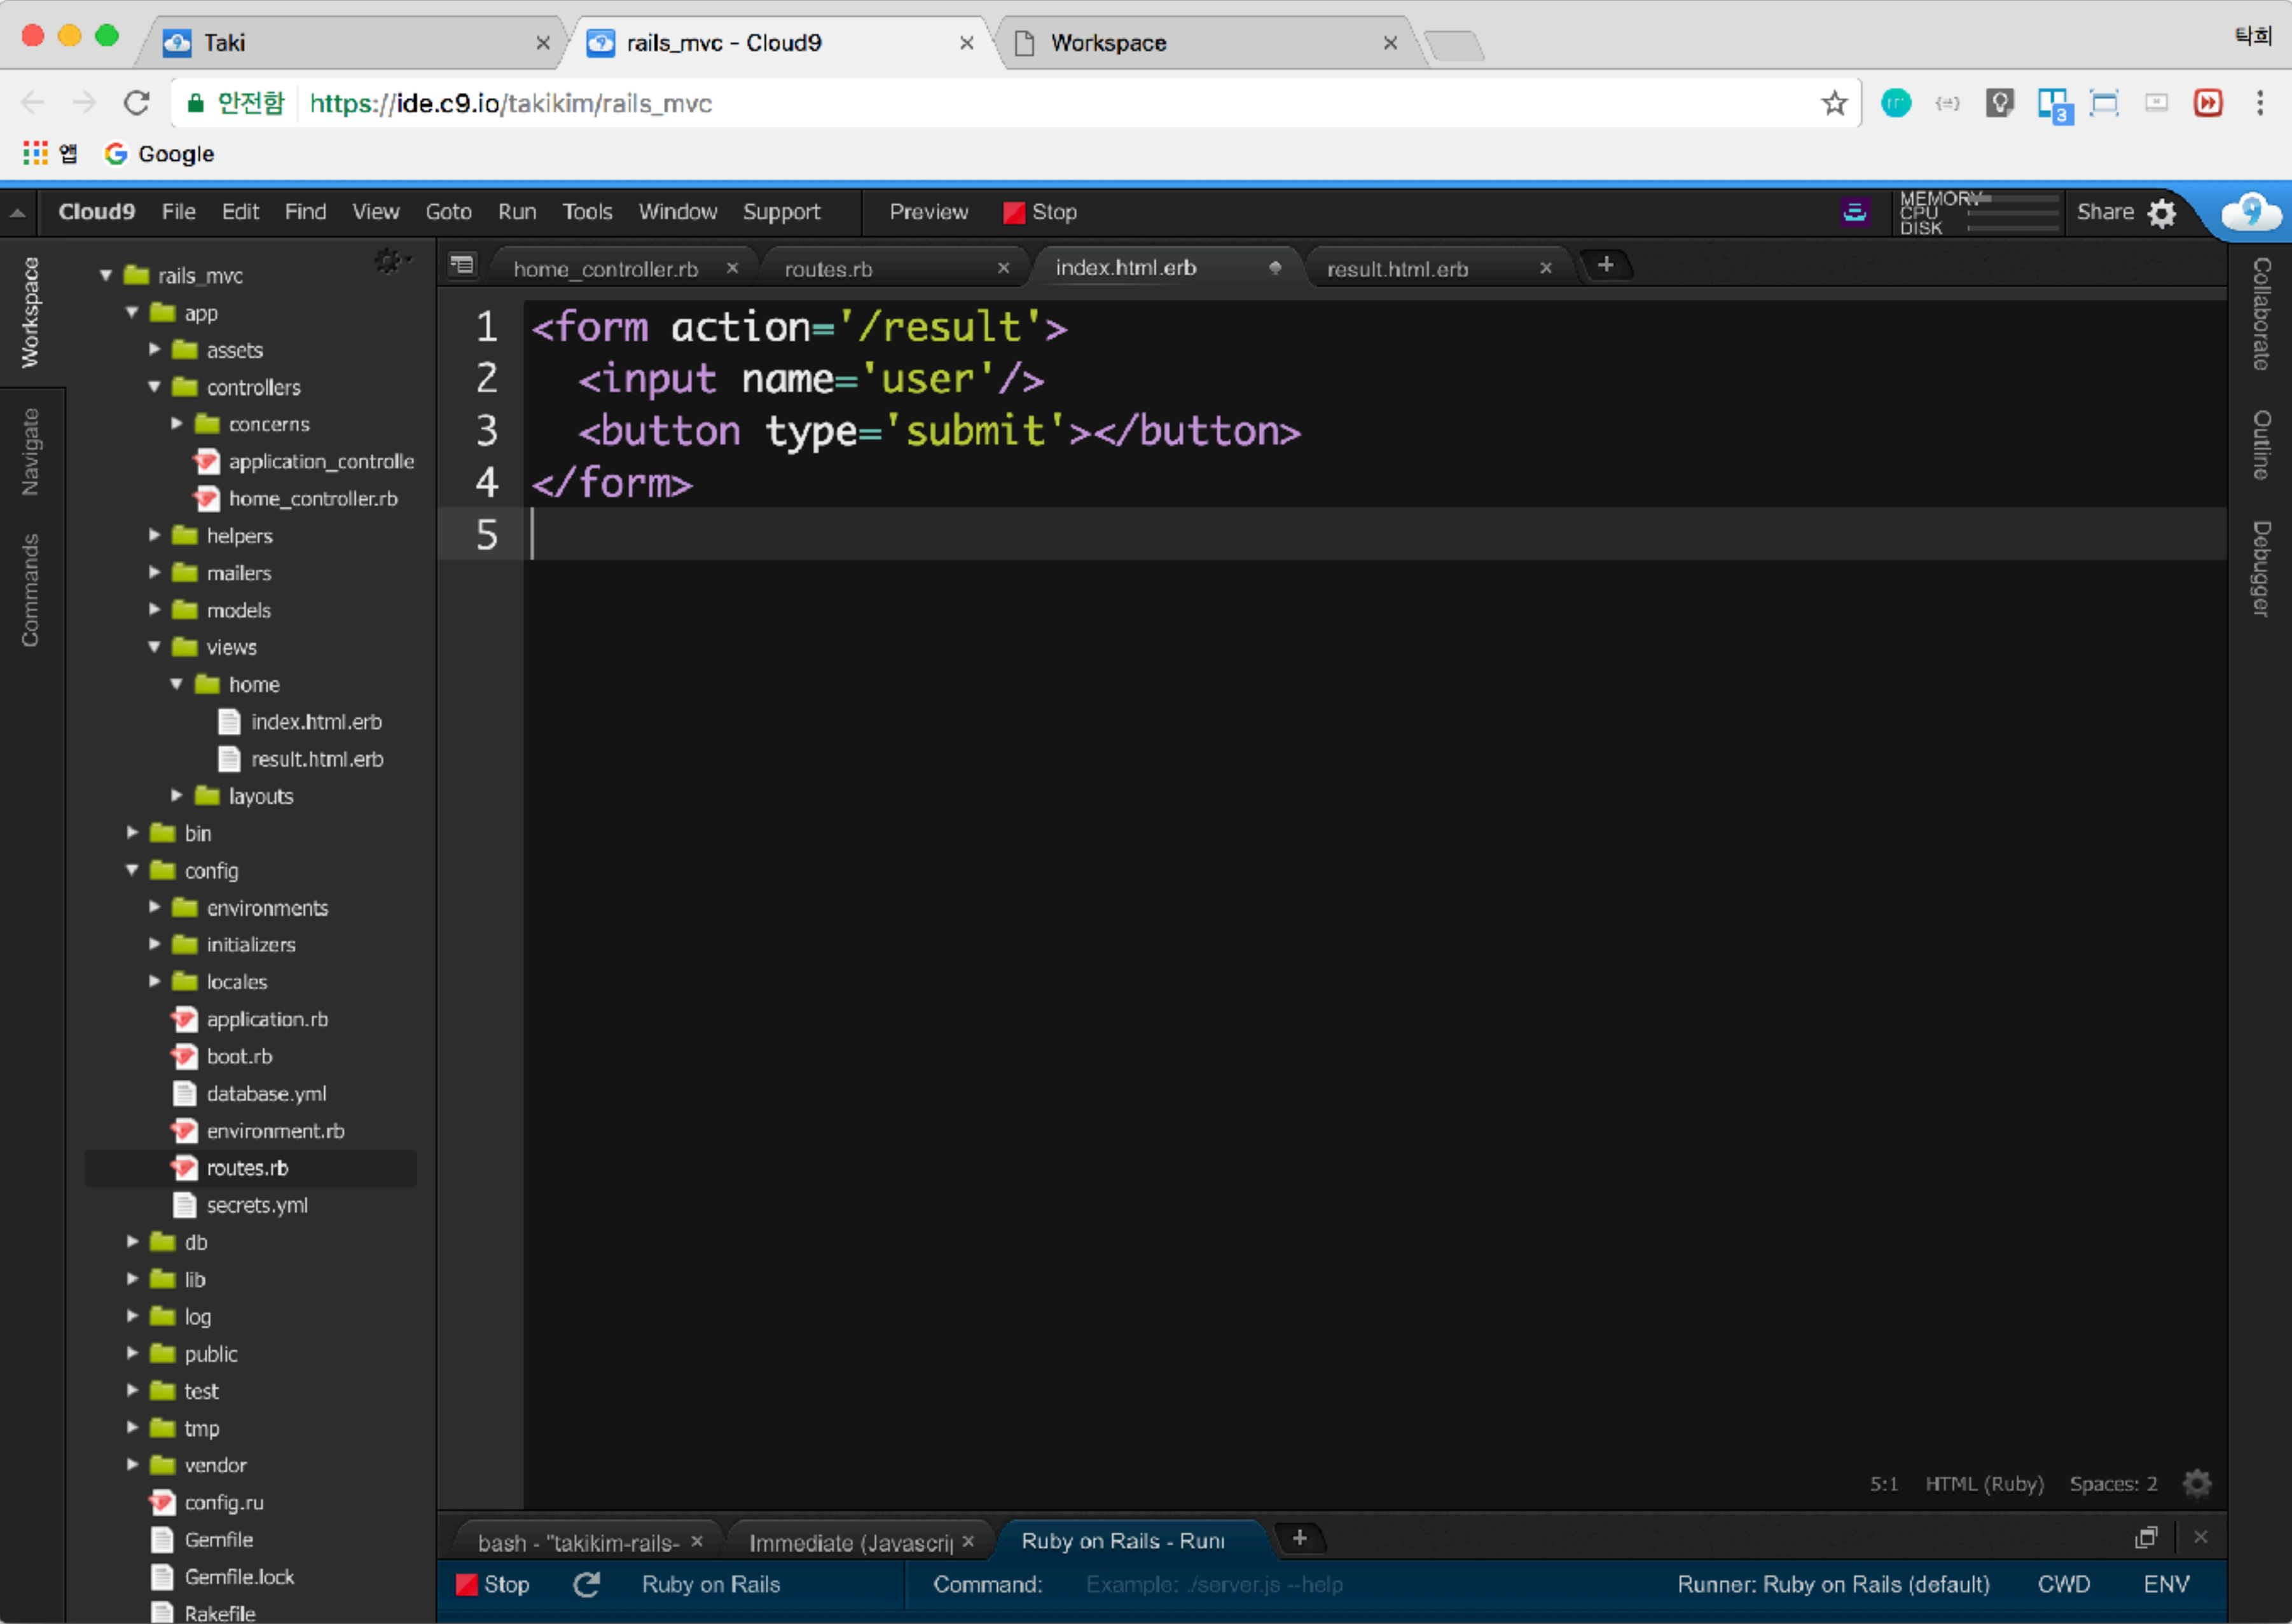 Taki
rails_mvc - Cloud9
Workspace
탁희
안전함 https://ide.c9.io/takikim/rails_mvc
3
앱 Google
Cloud9 File Edit Find View Goto Run Tools Window Support Preview Stop
MEMORY
CPU
DISK
Share
9
Workspace
Navigate
Commands
rails_mvc
app
assets
controllers
concerns
application_controlle
home_controller.rb
helpers
mailers
models
views
home
index.html.erb
result.html.erb
layouts
bin
config
environments
initializers
locales
application.rb
boot.rb
database.yml
environment.rb
routes.rb
secrets.yml
db
lib
log
public
test
tmp
vendor
config.ru
Gemfile
Gemfile.lock
Rakefile
home_controller.rb routes.rb index.html.erb result.html.erb
1 <form action='/result'>
2 <input name='user'/>
3 <button type='submit'></button>
4 </form>
5
5:1 HTML (Ruby) Spaces: 2
Collaborate
Outline
Debugger
bash - "takikim-rails- Immediate (Javascrip Ruby on Rails - Runn
Stop Ruby on Rails Command: Example: ./server.js --help Runner: Ruby on Rails (default) CWD ENV